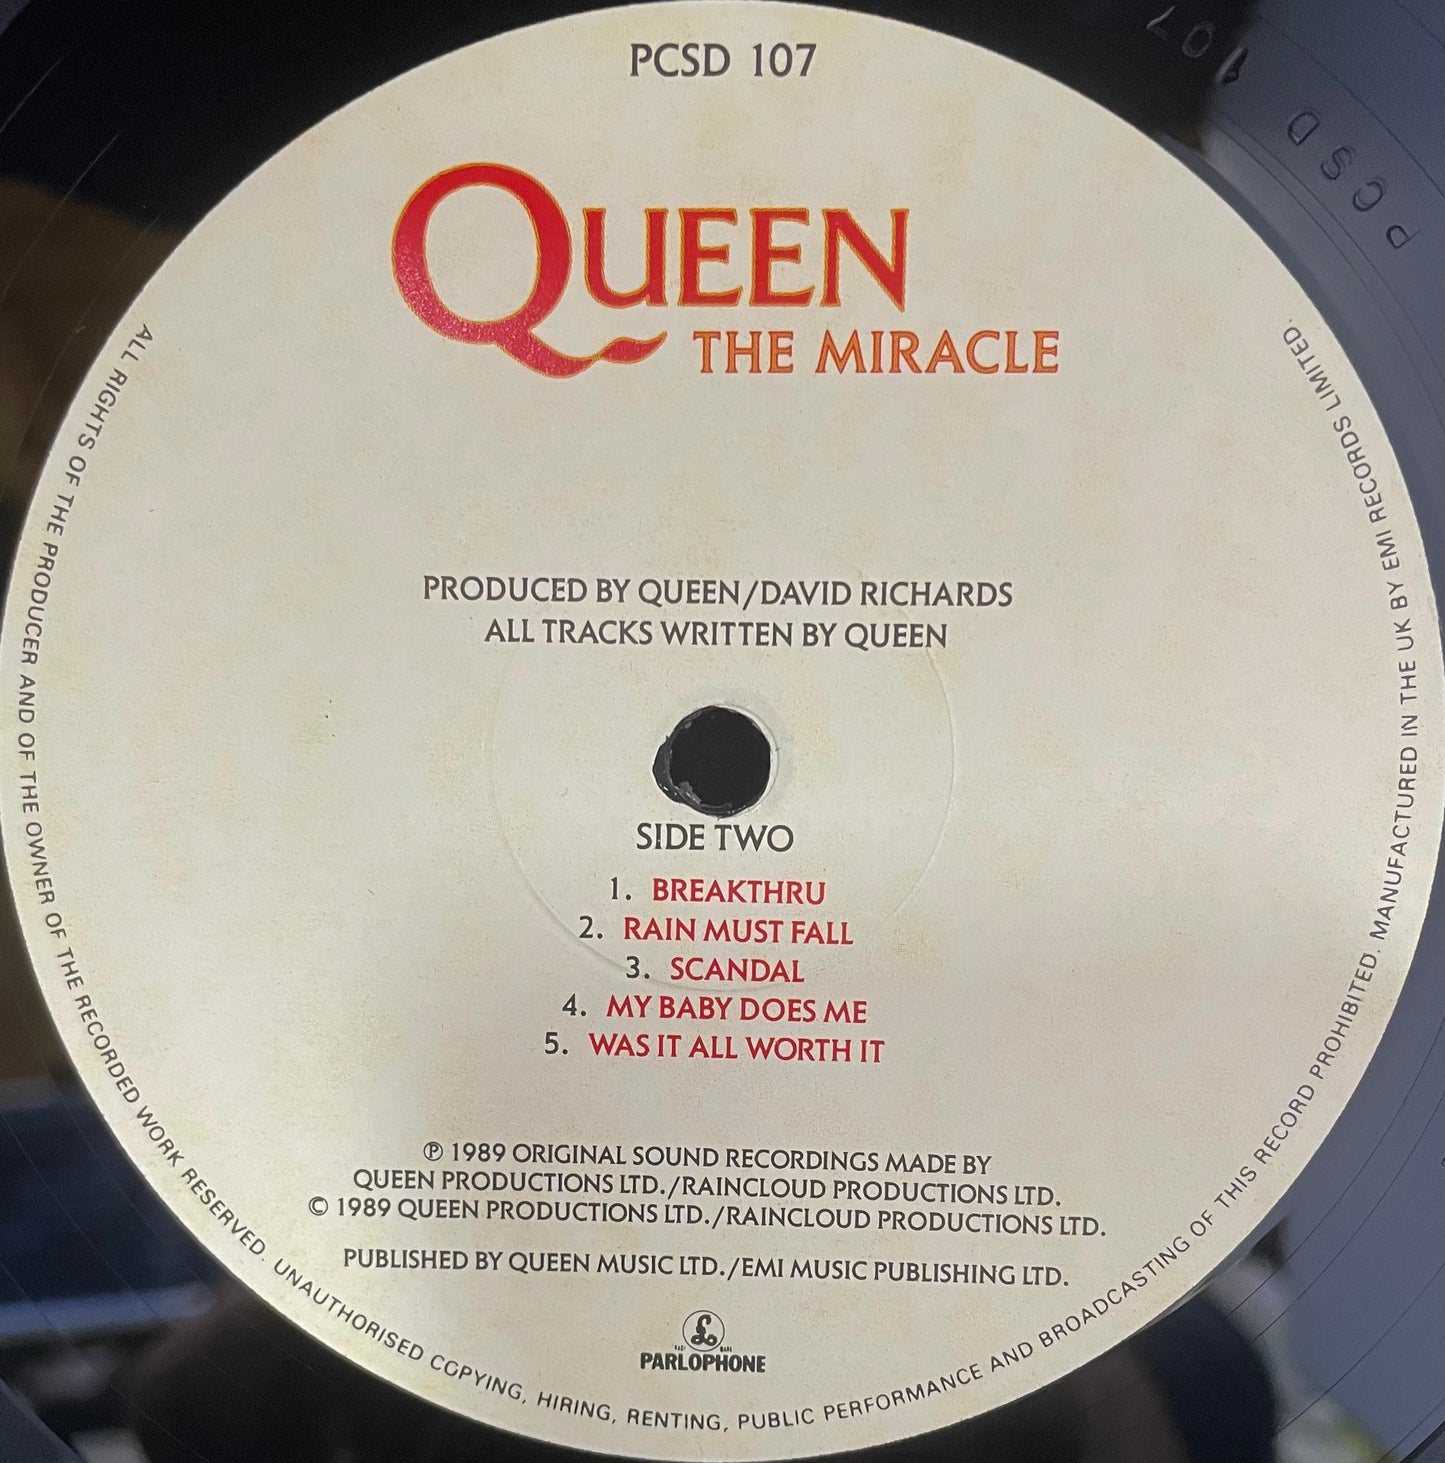 PCSD 107
PCSD 107
QUEEN
THE MIRACLE
PRODUCED BY QUEEN/DAVID RICHARDS
ALL TRACKS WRITTEN BY QUEEN
SIDE TWO
1. BREAKTHRU
2. RAIN MUST FALL
3. SCANDAL
4. MY BABY DOES ME
5. WAS IT ALL WORTH IT
℗ 1989 ORIGINAL SOUND RECORDINGS MADE BY
QUEEN PRODUCTIONS LTD./RAINCLOUD PRODUCTIONS LTD.
© 1989 QUEEN PRODUCTIONS LTD./RAINCLOUD PRODUCTIONS LTD.
PUBLISHED BY QUEEN MUSIC LTD./EMI MUSIC PUBLISHING LTD.
£
PARLOPHONE
ALL RIGHTS OF THE PRODUCER AND OF THE OWNER OF THE RECORDED WORK RESERVED. UNAUTHORISED COPYING, HIRING, RENTING, PUBLIC PERFORMANCE AND BROADCASTING OF THIS RECORD PROHIBITED. MANUFACTURED IN THE UK BY EMI RECORDS LIMITED.